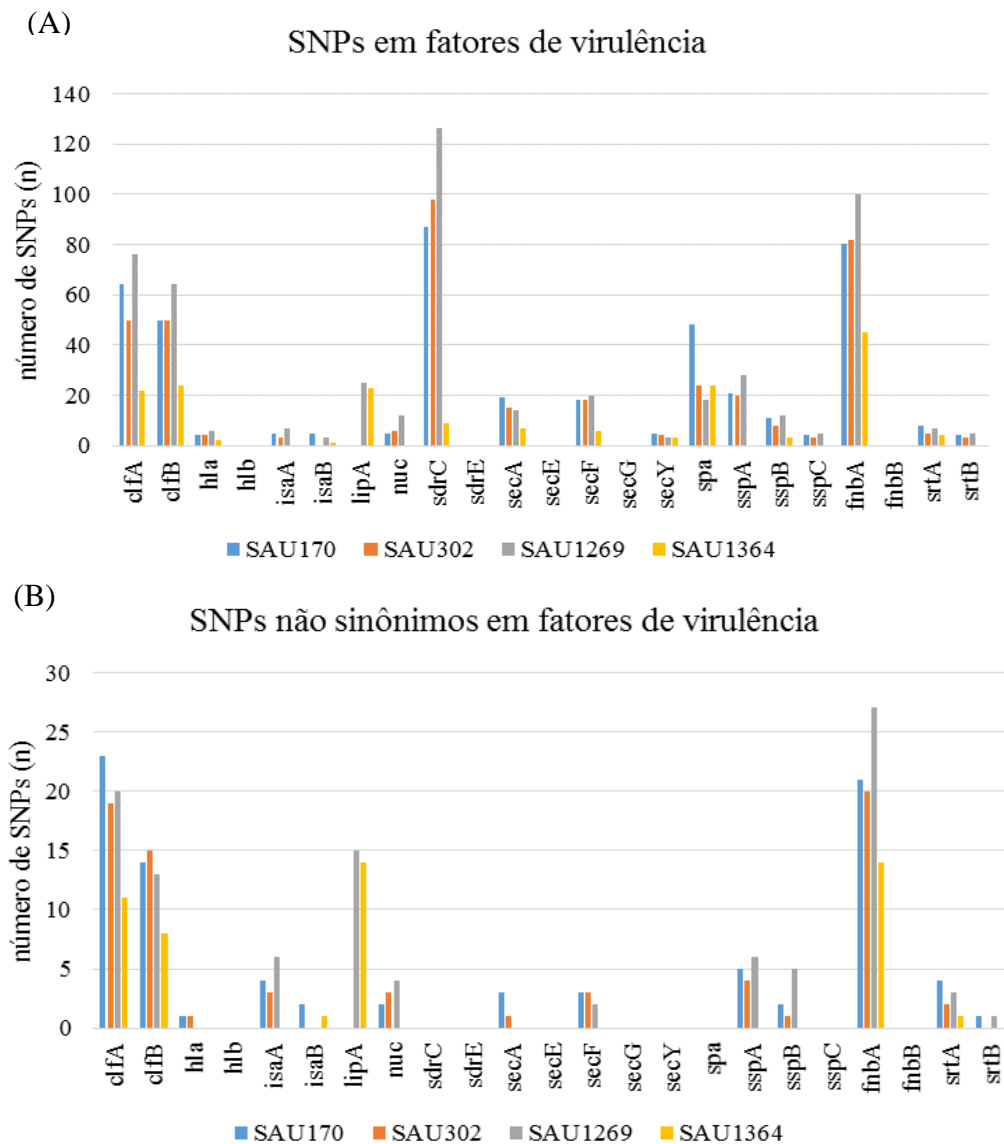 (A)
SNPs em fatores de virulência
número de SNPs (n)
140
120
100
80
60
40
20
0
clfA
clfB
hla
hlb
isaA
isaB
lipA
nuc
sdrC
sdrE
secA
secE
secF
secG
secY
spa
sspA
sspB
sspC
fnbA
fnbB
srtA
srtB
SAU170 SAU302 SAU1269 SAU1364
(B)
SNPs não sinônimos em fatores de virulência
número de SNPs (n)
30
25
20
15
10
5
0
clfA
clfB
hla
hlb
isaA
isaB
lipA
nuc
sdrC
sdrE
secA
secE
secF
secG
secY
spa
sspA
sspB
sspC
fnbA
fnbB
srtA
srtB
SAU170 SAU302 SAU1269 SAU1364